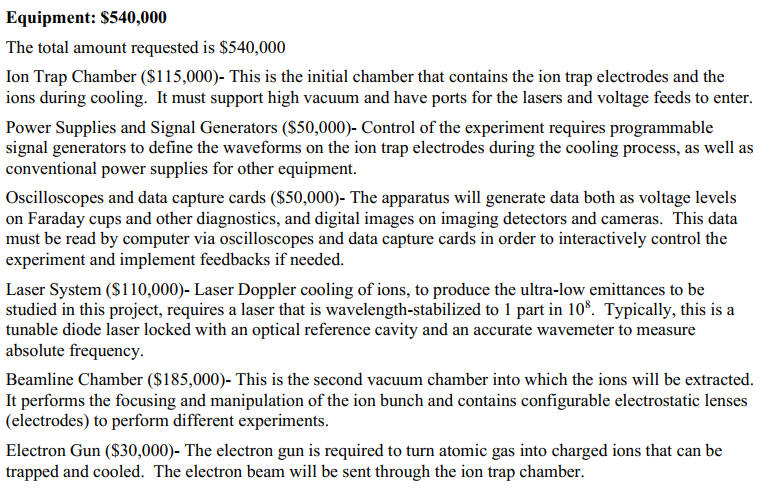 Equipment: $540,000
The total amount requested is $540,000
Ion Trap Chamber ($115,000)- This is the initial chamber that contains the ion trap electrodes and the
ions during cooling.  It must support high vacuum and have ports for the lasers and voltage feeds to enter.
Power Supplies and Signal Generators ($50,000)- Control of the experiment requires programmable
signal generators to define the waveforms on the ion trap electrodes during the cooling process, as well as
conventional power supplies for other equipment.
Oscilloscopes and data capture cards ($50,000)- The apparatus will generate data both as voltage levels
on Faraday cups and other diagnostics, and digital images on imaging detectors and cameras.  This data
must be read by computer via oscilloscopes and data capture cards in order to interactively control the
experiment and implement feedbacks if needed.
Laser System ($110,000)- Laser Doppler cooling of ions, to produce the ultra-low emittances to be
studied in this project, requires a laser that is wavelength-stabilized to 1 part in 10⁸.  Typically, this is a
tunable diode laser locked with an optical reference cavity and an accurate wavemeter to measure
absolute frequency.
Beamline Chamber ($185,000)- This is the second vacuum chamber into which the ions will be extracted.
It performs the focusing and manipulation of the ion bunch and contains configurable electrostatic lenses
(electrodes) to perform different experiments.
Electron Gun ($30,000)- The electron gun is required to turn atomic gas into charged ions that can be
trapped and cooled.  The electron beam will be sent through the ion trap chamber.